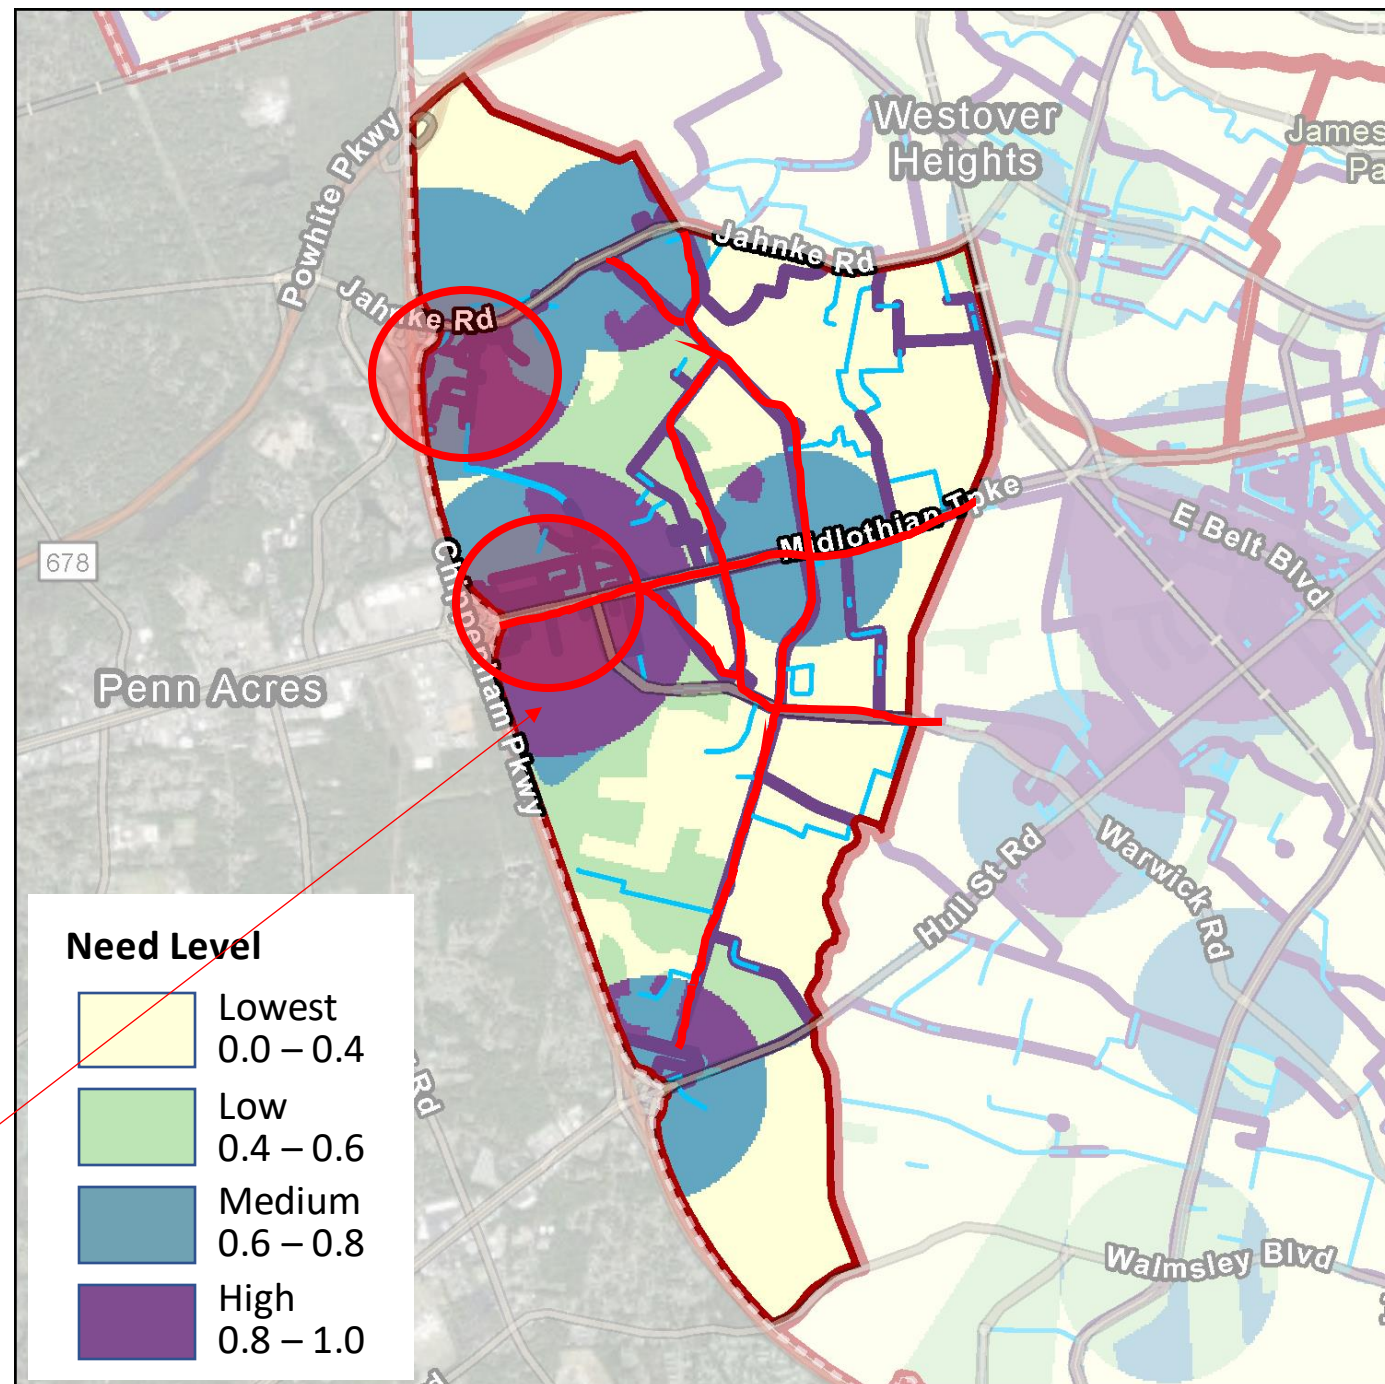 Westover
Heights
James
Pa
Powhite Pkwy
Jahnke Rd
Jahnke Rd
Midlothian Tpke
E Belt Blvd
678
Chippenham Pkwy
Penn Acres
Hull St Rd
Warwick Rd
Need Level
Lowest
0.0 – 0.4
Low
0.4 – 0.6
Medium
0.6 – 0.8
High
0.8 – 1.0
Rd
Walmsley Blvd